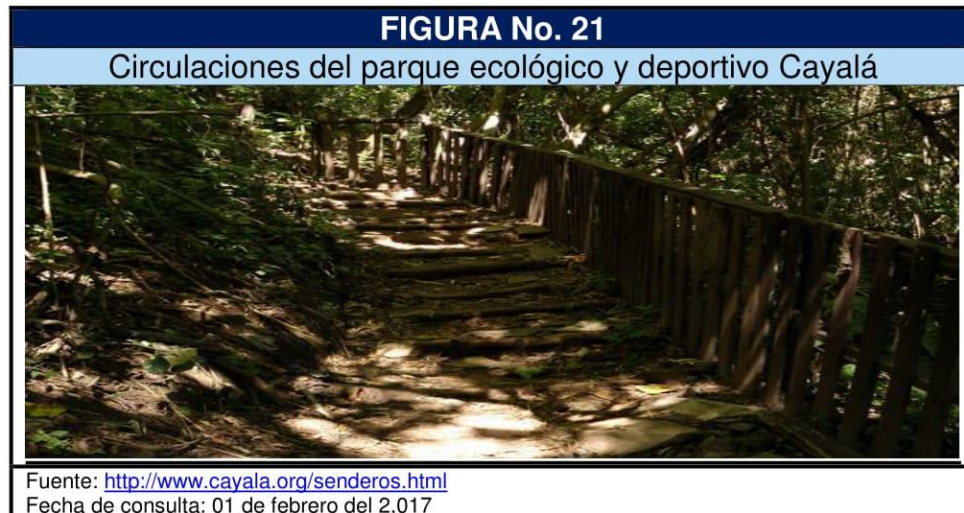 FIGURA No. 21
Circulaciones del parque ecológico y deportivo Cayalá
Fuente: http://www.cayala.org/senderos.html
Fecha de consulta: 01 de febrero del 2,017